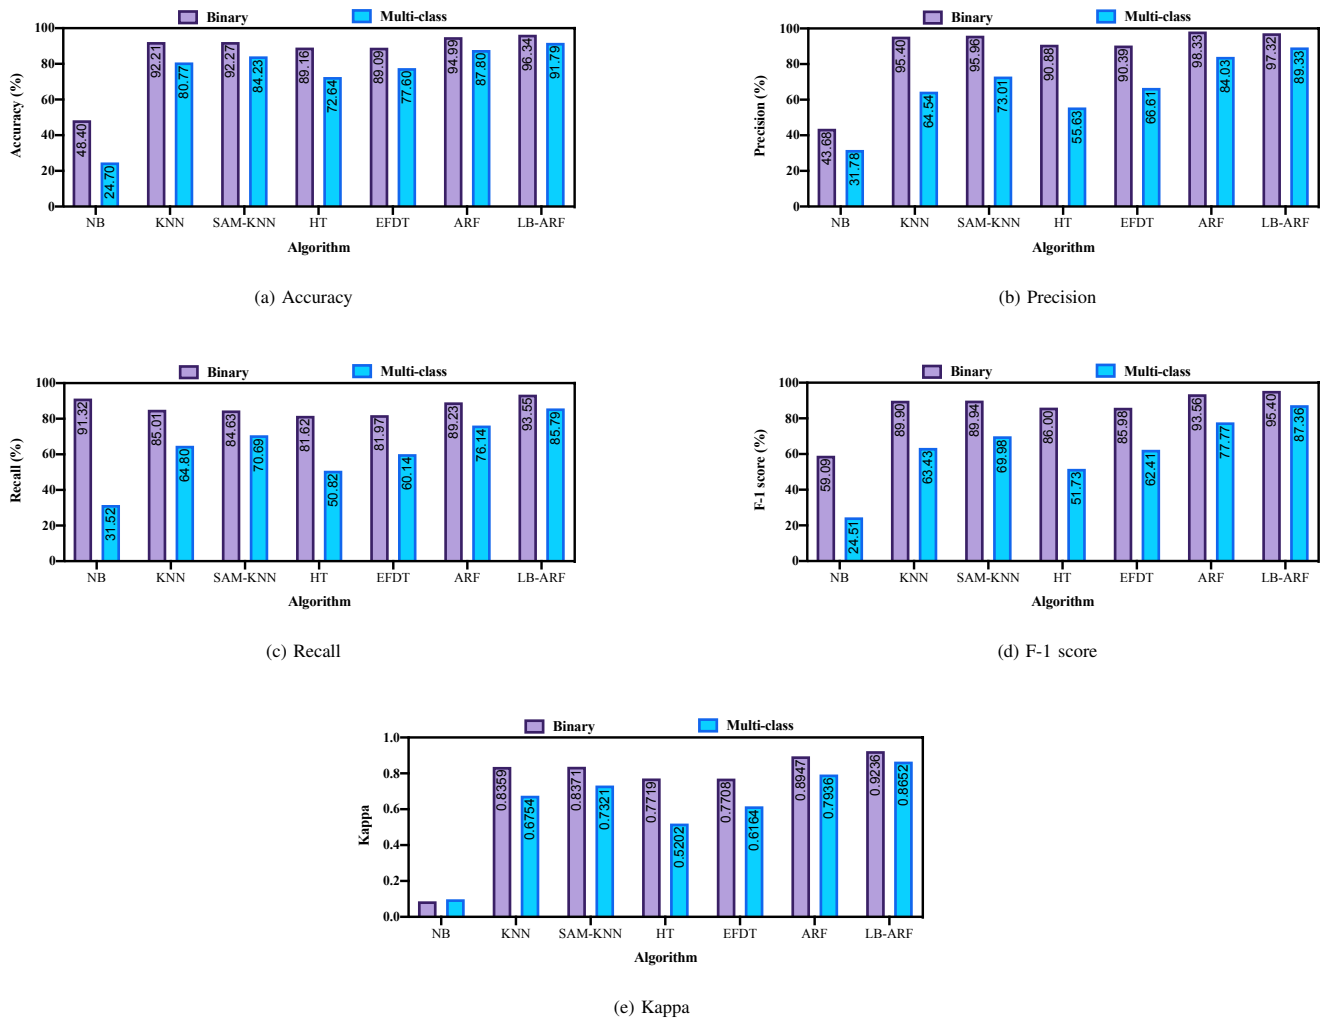 Binary Multi-class
Accuracy (%)
100
80
60
40
20
0
48.40 24.70 92.21 80.77 92.27 84.23 89.16 72.64 89.09 77.60 94.99 87.80 96.34 91.79
NB KNN SAM-KNN HT EFDT ARF LB-ARF
Algorithm
(a) Accuracy
Binary Multi-class
Precision (%)
100
80
60
40
20
0
43.68 31.78 95.40 64.54 95.96 73.01 90.88 55.63 90.39 66.61 98.33 84.03 97.32 89.33
NB KNN SAM-KNN HT EFDT ARF LB-ARF
Algorithm
(b) Precision
Binary Multi-class
Recall (%)
100
80
60
40
20
0
91.32 31.52 85.01 64.80 84.63 70.69 81.62 50.82 81.97 60.14 89.23 76.14 93.55 85.79
NB KNN SAM-KNN HT EFDT ARF LB-ARF
Algorithm
(c) Recall
Binary Multi-class
F-1 score (%)
100
80
60
40
20
0
59.09 24.51 89.90 63.43 89.94 69.98 86.00 51.73 85.98 62.41 93.56 77.77 95.40 87.36
NB KNN SAM-KNN HT EFDT ARF LB-ARF
Algorithm
(d) F-1 score
Binary Multi-class
Kappa
1.0
0.8
0.6
0.4
0.2
0.0
0.8359 0.6754 0.8371 0.7321 0.7719 0.5202 0.7708 0.6164 0.8947 0.7936 0.9236 0.8652
NB KNN SAM-KNN HT EFDT ARF LB-ARF
Algorithm
(e) Kappa